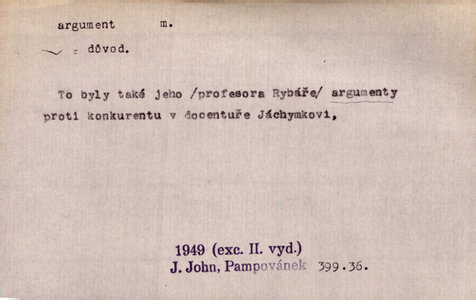 argument m.
= důvod.
To byly také jeho /profesora Rybáře/ argumenty
proti konkurentu v docentuře Jáchymkovi,
1949 (exc. II. vyd.)
J. John, Pampovánek 399.36.